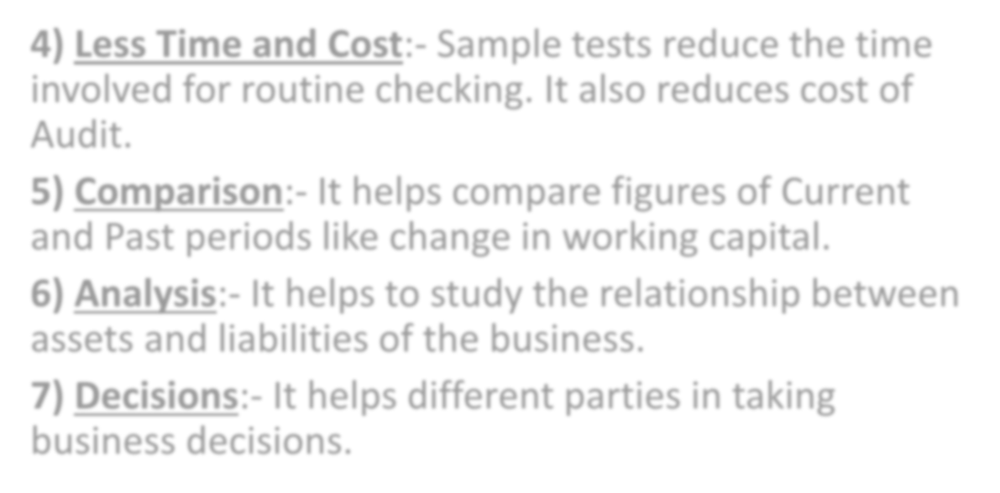 4) Less Time and Cost:- Sample tests reduce the time
involved for routine checking. It also reduces cost of
Audit.
5) Comparison:- It helps compare figures of Current
and Past periods like change in working capital.
6) Analysis:- It helps to study the relationship between
assets and liabilities of the business.
7) Decisions:- It helps different parties in taking
business decisions.